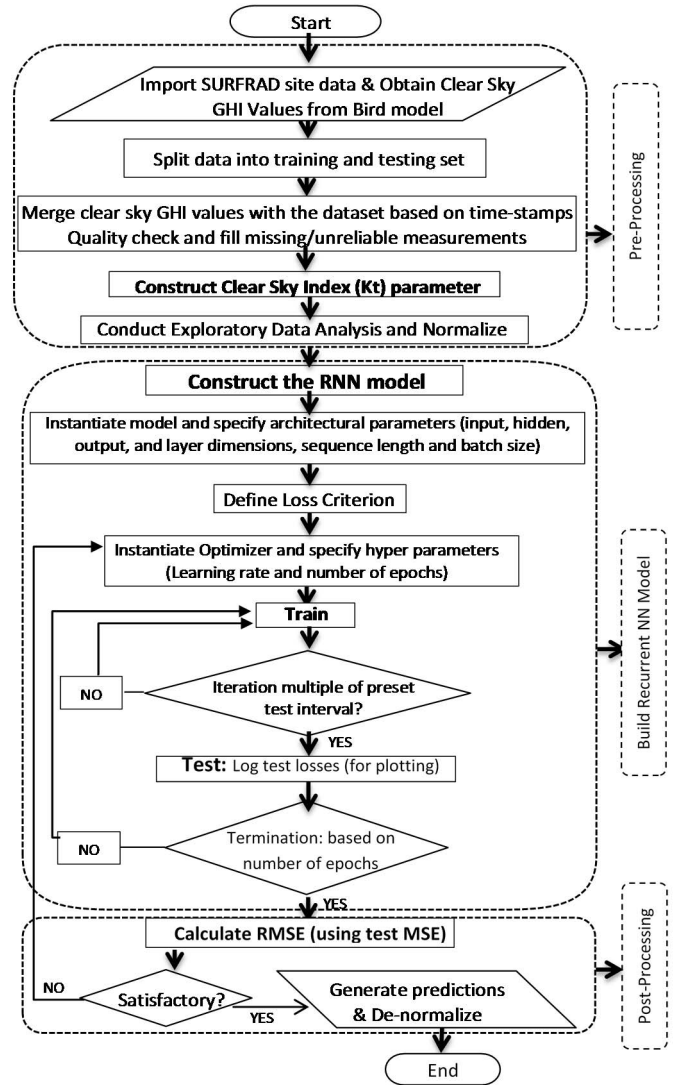 Start
Import SURFRAD site data & Obtain Clear Sky
GHI Values from Bird model
Split data into training and testing set
Merge clear sky GHI values with the dataset based on time-stamps
Quality check and fill missing/unreliable measurements
Construct Clear Sky Index (Kt) parameter
Conduct Exploratory Data Analysis and Normalize
Pre-Processing
Construct the RNN model
Instantiate model and specify architectural parameters (input, hidden,
output, and layer dimensions, sequence length and batch size)
Define Loss Criterion
Instantiate Optimizer and specify hyper parameters
(Learning rate and number of epochs)
Train
NO
Iteration multiple of preset
test interval?
YES
Test: Log test losses (for plotting)
NO
Termination: based on
number of epochs
YES
Build Recurrent NN Model
Calculate RMSE (using test MSE)
NO
Satisfactory?
YES
Generate predictions
& De-normalize
Post-Processing
End